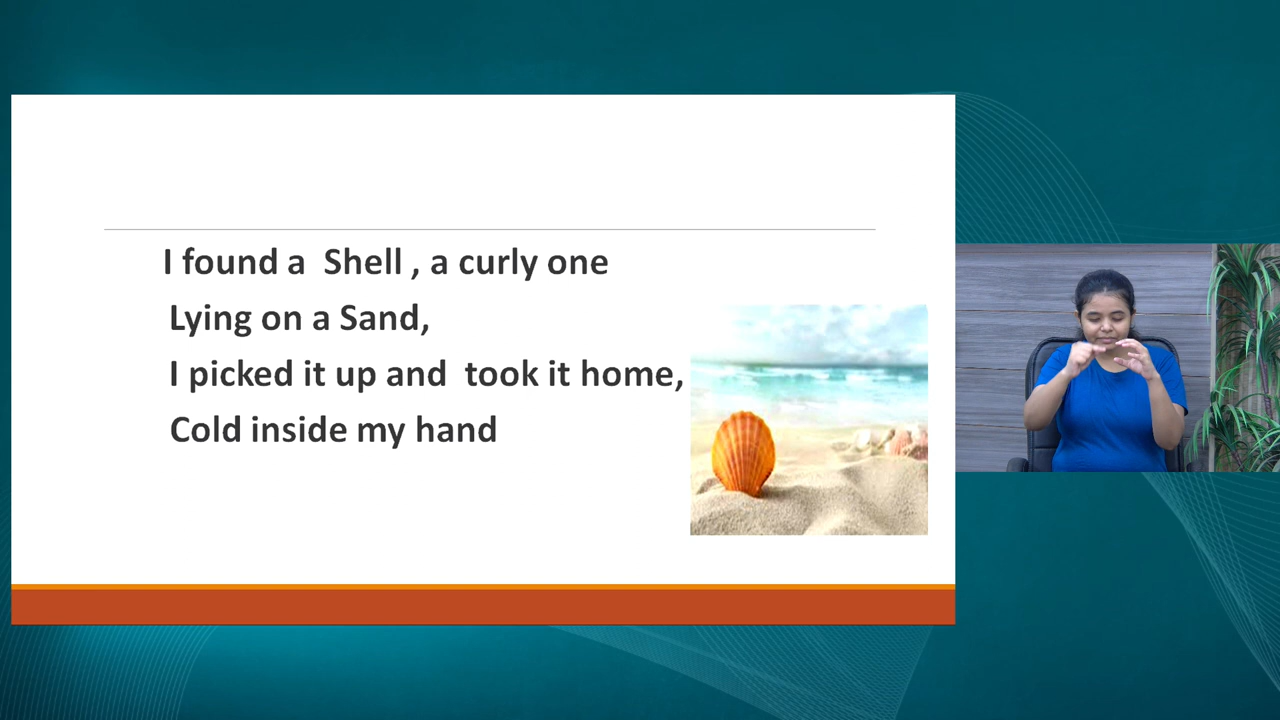 I found a Shell , a curly one
Lying on a Sand,
I picked it up and took it home,
Cold inside my hand